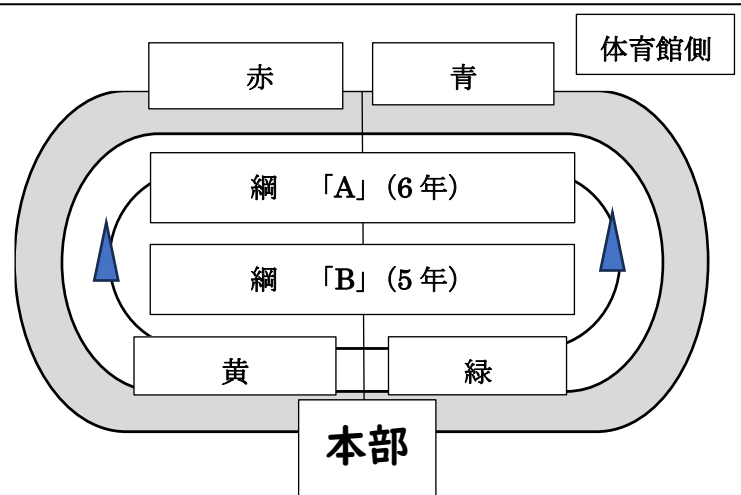 体育館側
赤
青
綱　「A」（6 年）
綱　「B」（5 年）
黄
緑
本部